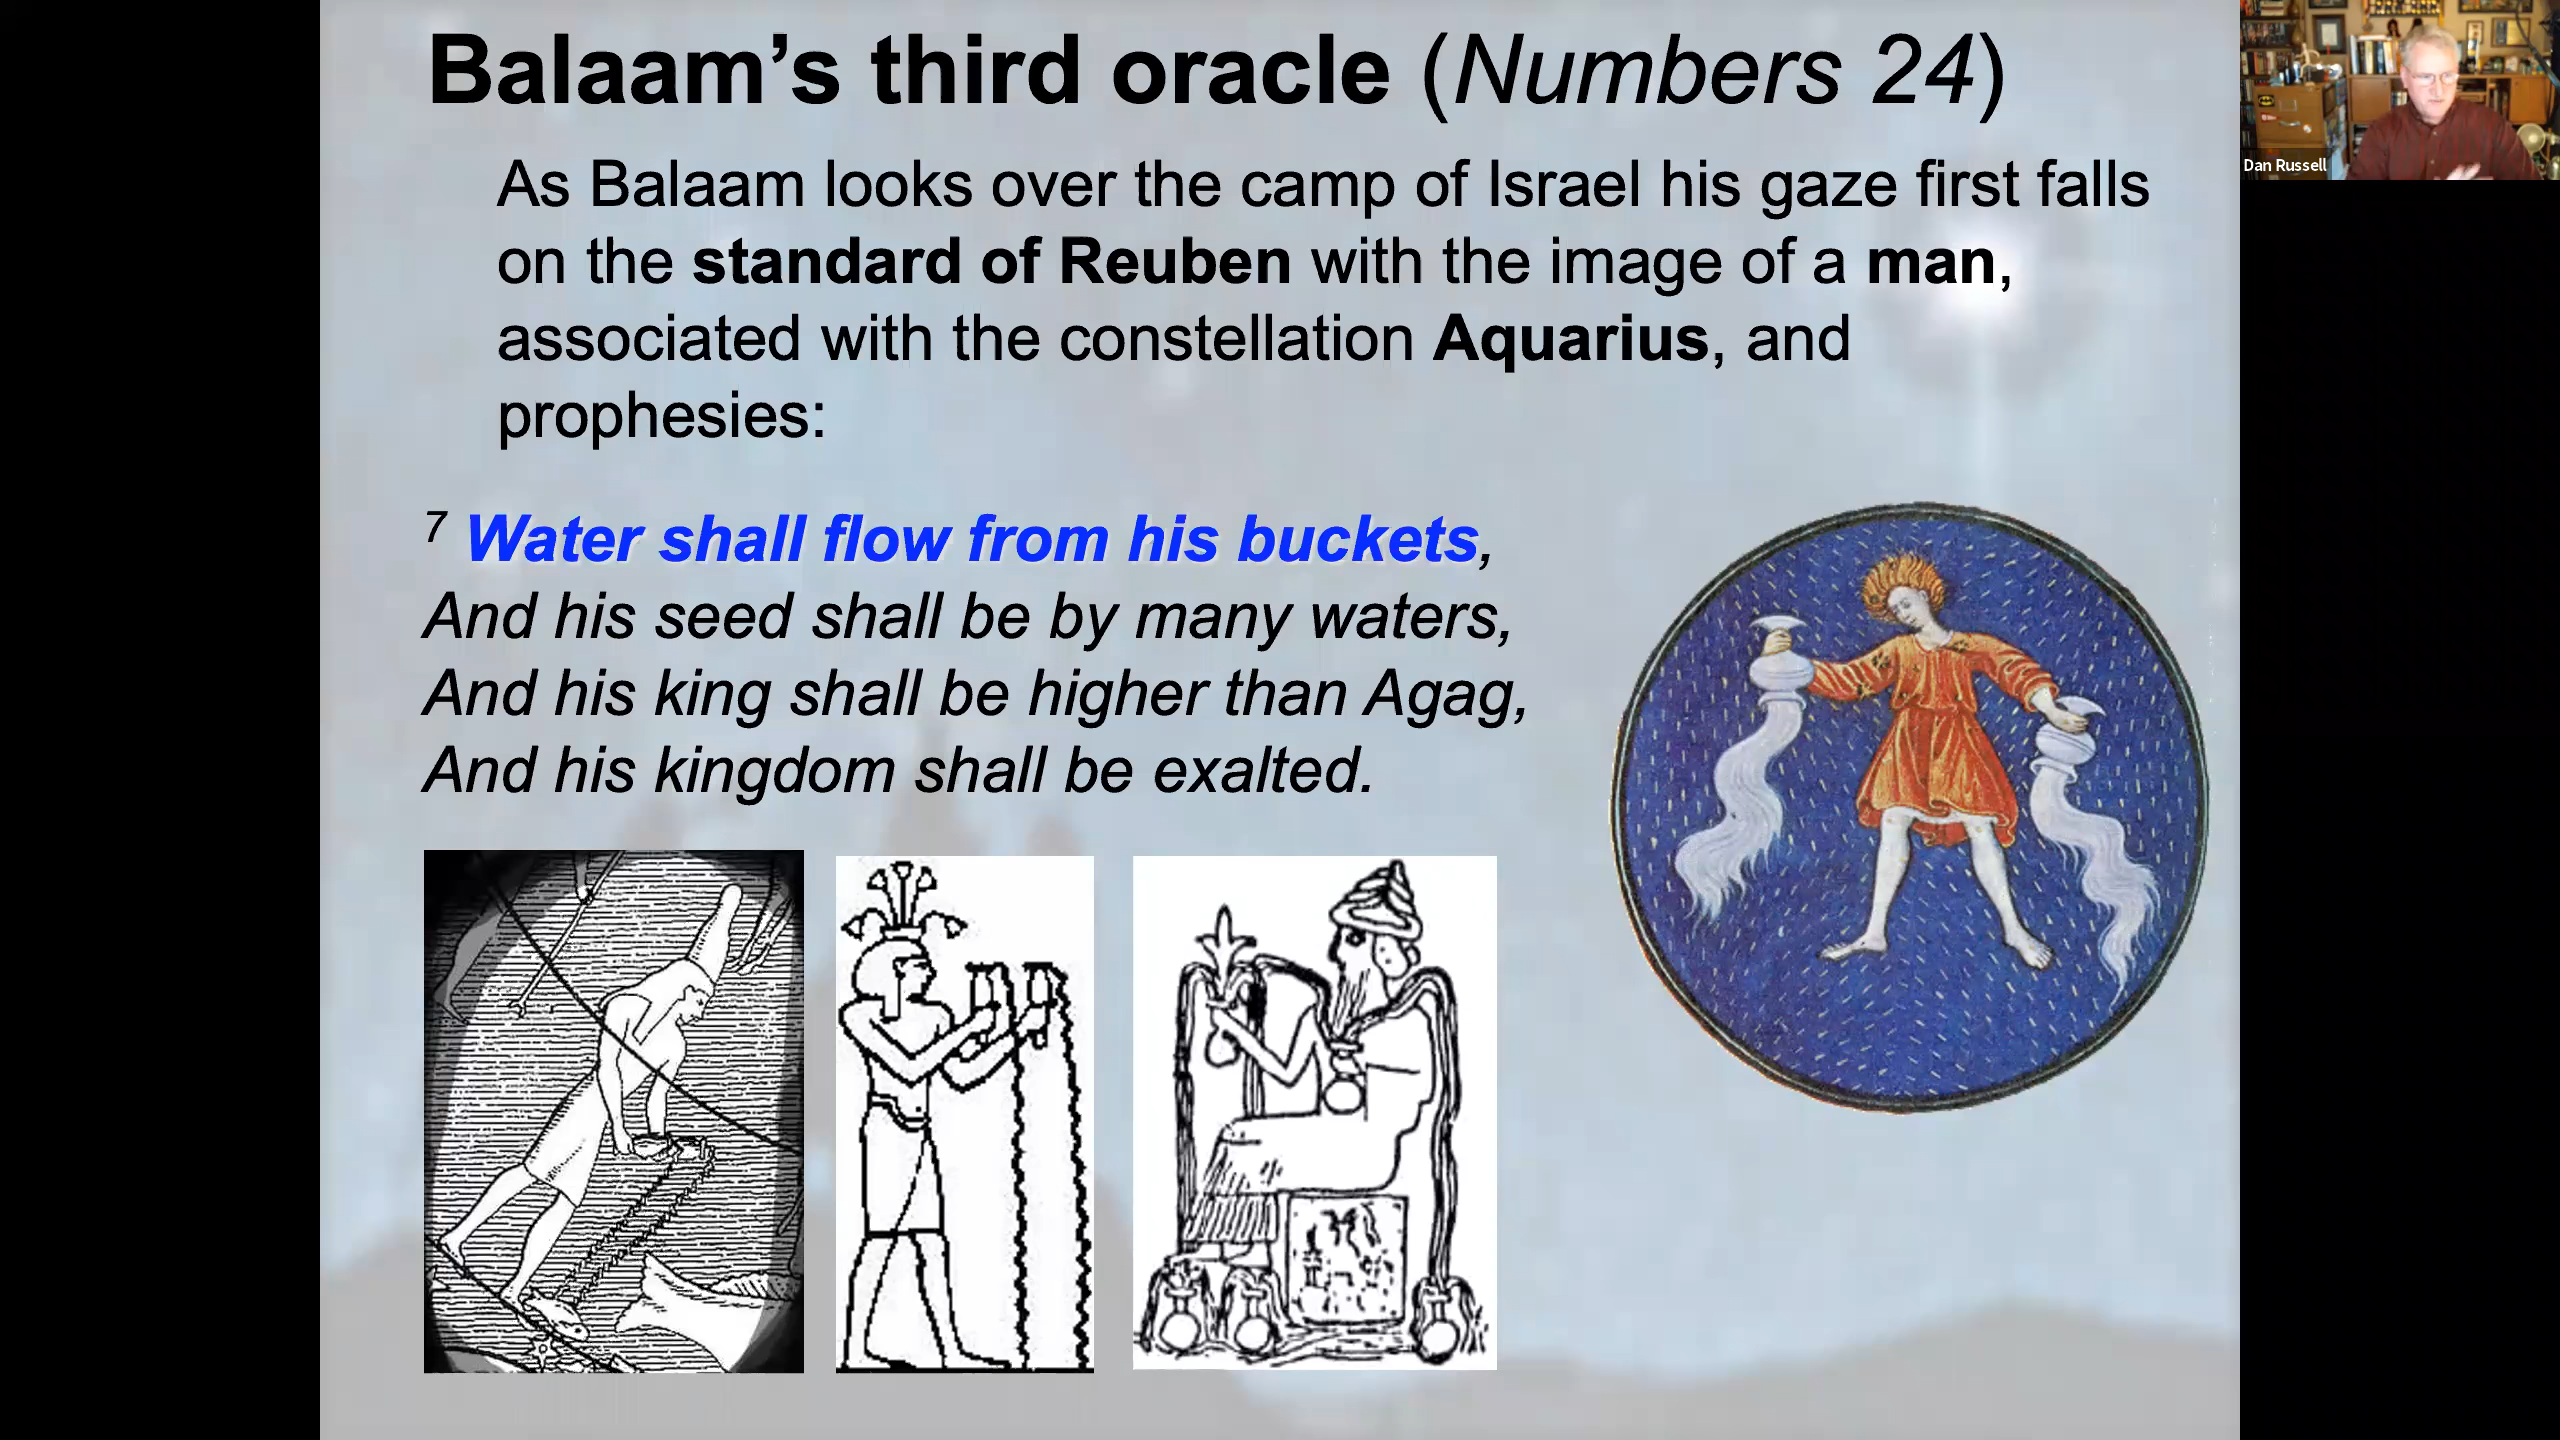 Balaam’s third oracle (Numbers 24)
As Balaam looks over the camp of Israel his gaze first falls
on the standard of Reuben with the image of a man,
associated with the constellation Aquarius, and
prophesies:
7 Water shall flow from his buckets,
And his seed shall be by many waters,
And his king shall be higher than Agag,
And his kingdom shall be exalted.
Dan Russell